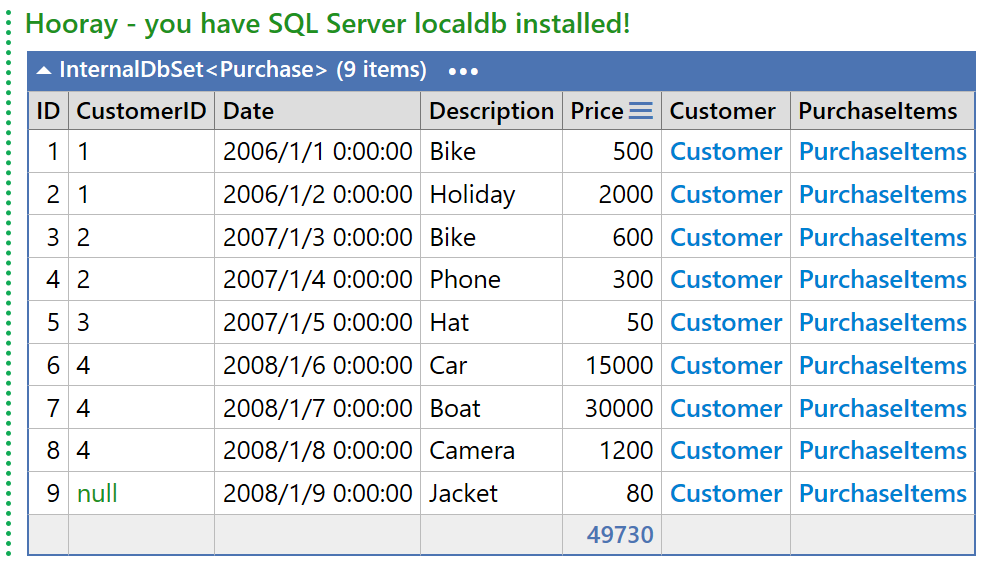 Hooray - you have SQL Server localdb installed!
InternalDbSet<Purchase> (9 items) •••
ID CustomerID Date Description Price Customer PurchaseItems
1 1 2006/1/1 0:00:00 Bike 500 Customer PurchaseItems
2 1 2006/1/2 0:00:00 Holiday 2000 Customer PurchaseItems
3 2 2007/1/3 0:00:00 Bike 600 Customer PurchaseItems
4 2 2007/1/4 0:00:00 Phone 300 Customer PurchaseItems
5 3 2007/1/5 0:00:00 Hat 50 Customer PurchaseItems
6 4 2008/1/6 0:00:00 Car 15000 Customer PurchaseItems
7 4 2008/1/7 0:00:00 Boat 30000 Customer PurchaseItems
8 4 2008/1/8 0:00:00 Camera 1200 Customer PurchaseItems
9 null 2008/1/9 0:00:00 Jacket 80 Customer PurchaseItems
49730